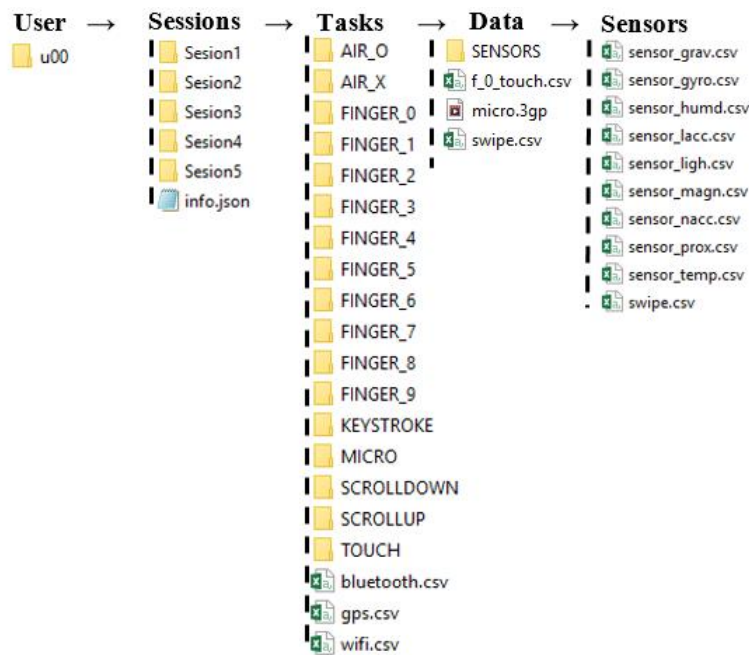 User → Sessions → Tasks → Data → Sensors
u00
Sesion1
Sesion2
Sesion3
Sesion4
Sesion5
info.json
AIR_O
AIR_X
FINGER_0
FINGER_1
FINGER_2
FINGER_3
FINGER_4
FINGER_5
FINGER_6
FINGER_7
FINGER_8
FINGER_9
KEYSTROKE
MICRO
SCROLLDOWN
SCROLLUP
TOUCH
bluetooth.csv
gps.csv
wifi.csv
SENSORS
f_0_touch.csv
micro.3gp
swipe.csv
sensor_grav.csv
sensor_gyro.csv
sensor_humd.csv
sensor_lacc.csv
sensor_ligh.csv
sensor_magn.csv
sensor_nacc.csv
sensor_prox.csv
sensor_temp.csv
swipe.csv